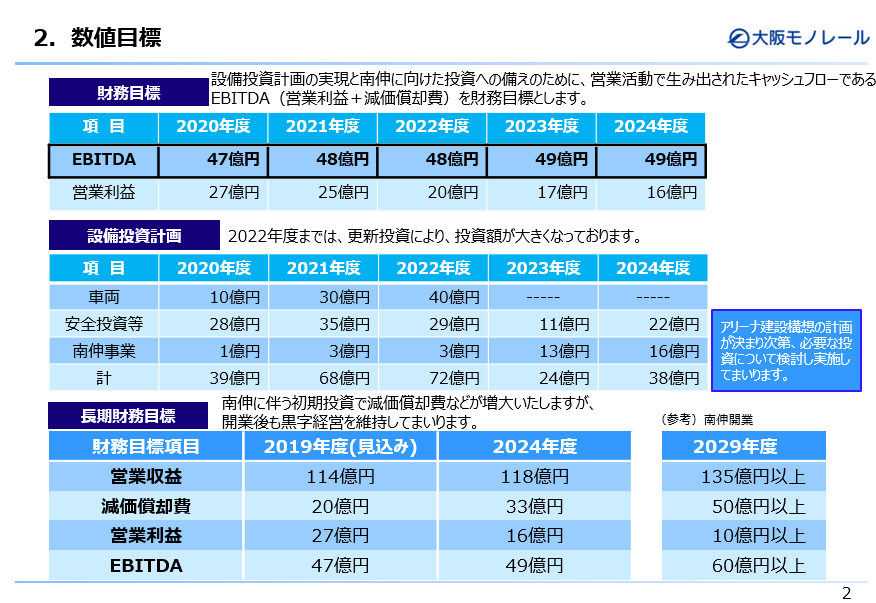 2. 数値目標
大阪モノレール
財務目標
設備投資計画の実現と南伸に向けた投資への備えのために、営業活動で生み出されたキャッシュフローである
EBITDA（営業利益＋減価償却費）を財務目標とします。
項 目 2020年度 2021年度 2022年度 2023年度 2024年度
EBITDA 47億円 48億円 48億円 49億円 49億円
営業利益 27億円 25億円 20億円 17億円 16億円
設備投資計画
2022年度までは、更新投資により、投資額が大きくなっております。
項 目 2020年度 2021年度 2022年度 2023年度 2024年度
車両 10億円 30億円 40億円 ----- -----
安全投資等 28億円 35億円 29億円 11億円 22億円
南伸事業 1億円 3億円 3億円 13億円 16億円
計 39億円 68億円 72億円 24億円 38億円
アリーナ建設構想の計画
が決まり次第、必要な投
資について検討し実施し
てまいります。
長期財務目標
南伸に伴う初期投資で減価償却費などが増大いたしますが、
開業後も黒字経営を維持してまいります。
（参考）南伸開業
財務目標項目 2019年度(見込み) 2024年度 2029年度
営業収益 114億円 118億円 135億円以上
減価償却費 20億円 33億円 50億円以上
営業利益 27億円 16億円 10億円以上
EBITDA 47億円 49億円 60億円以上
2